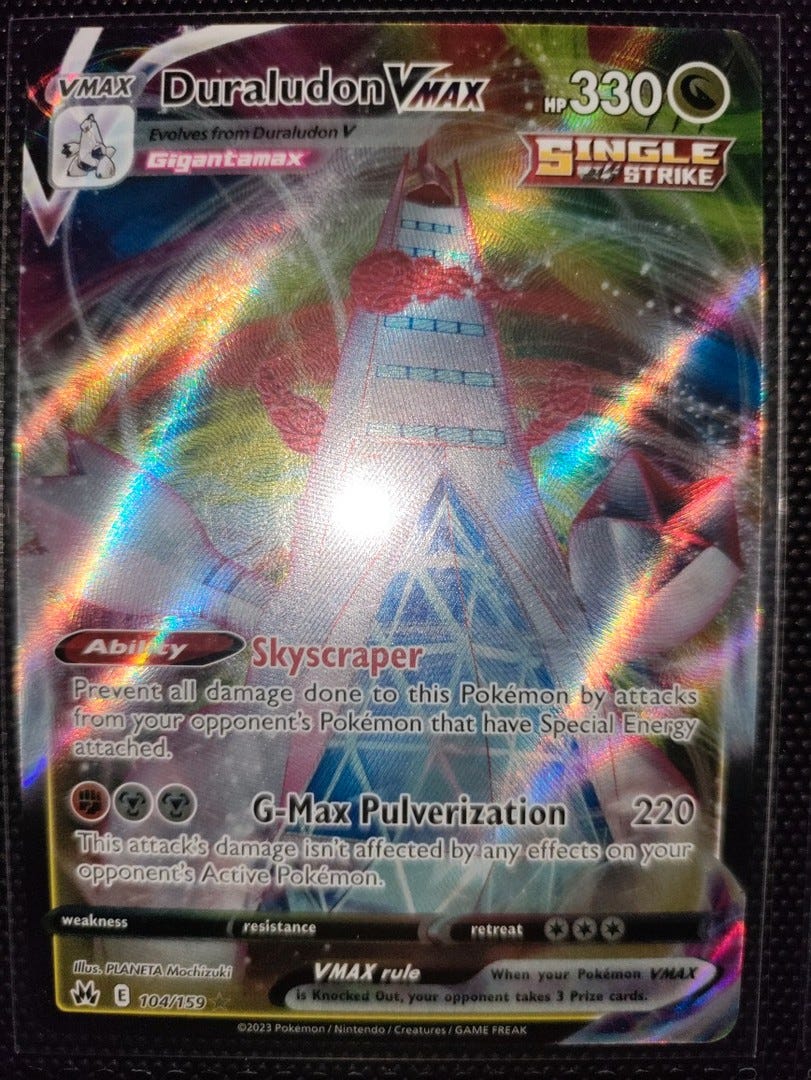 VMAX Duraludon VMAX HP 330
Evolves from Duraludon V
Gigantamax
SINGLE
STRIKE
Ability Skyscraper
Prevent all damage done to this Pokémon by attacks
from your opponent's Pokémon that have Special Energy
attached.
G-Max Pulverization 220
This attack's damage isn't affected by any effects on your
opponent's Active Pokémon.
weakness resistance retreat
Illus. PLANETA Mochizuki
VMAX rule When your Pokémon VMAX
is Knocked Out, your opponent takes 3 Prize cards.
E 104/159
©2023 Pokémon / Nintendo / Creatures / GAME FREAK